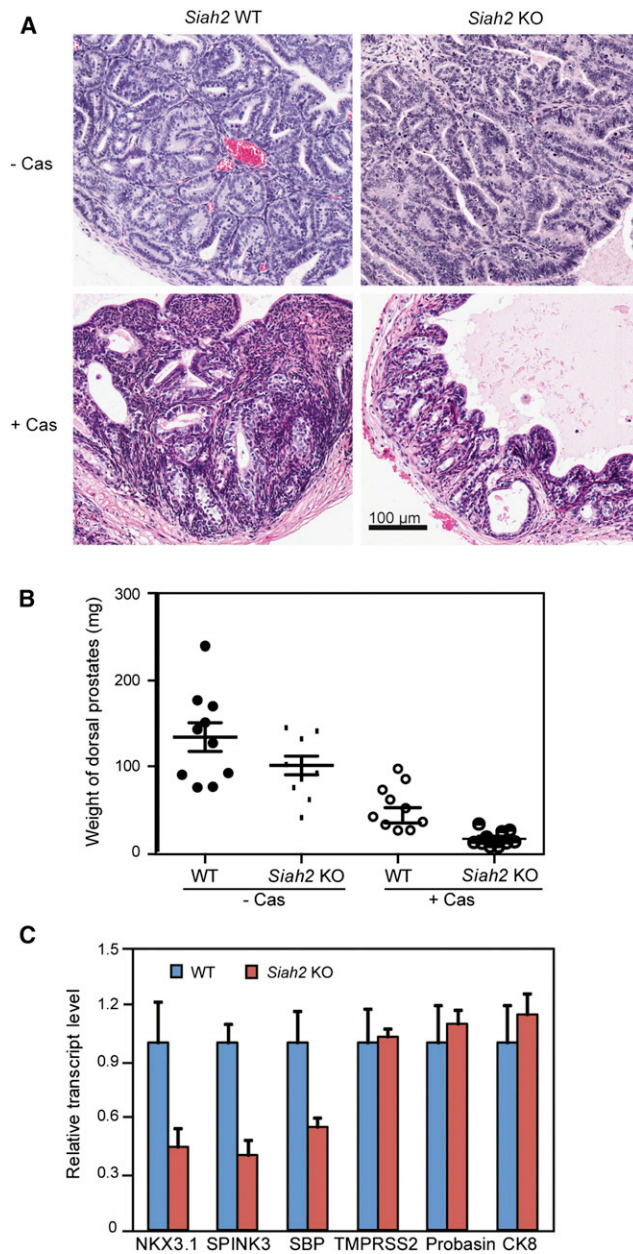 A
Siah2 WT
Siah2 KO
- Cas
+ Cas
100 µm
B
Weight of dorsal prostates (mg)
300
200
100
0
WT
Siah2 KO
WT
Siah2 KO
- Cas
+ Cas
C
Relative transcript level
1.5
1.2
0.9
0.6
0.3
0
WT
Siah2 KO
NKX3.1
SPINK3
SBP
TMPRSS2
Probasin
CK8